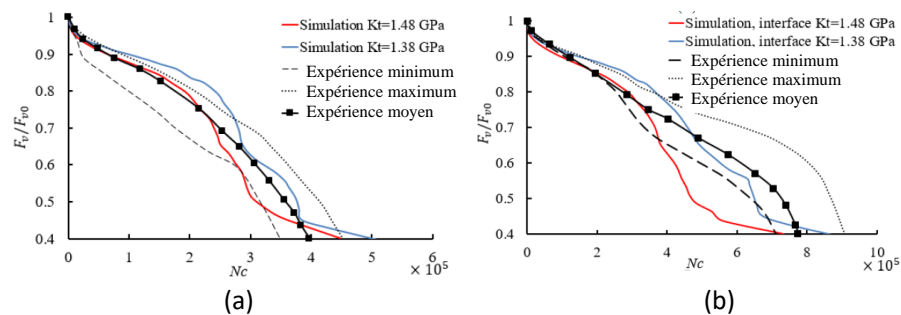 (a)
Simulation Kt=1.48 GPa
Simulation Kt=1.38 GPa
Expérience minimum
Expérience maximum
Expérience moyen
F_v/F_v0
1
0.9
0.8
0.7
0.6
0.5
0.4
0 1 2 3 4 5 6
Nc
× 10^5
(a)
Simulation, interface Kt=1.48 GPa
Simulation, interface Kt=1.38 GPa
Expérience minimum
Expérience maximum
Expérience moyen
F_v/F_v0
1
0.9
0.8
0.7
0.6
0.5
0.4
0 2 4 6 8 10
Nc
× 10^5
(b)